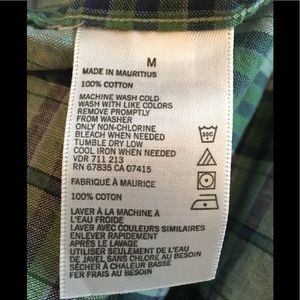 M
MADE IN MAURITIUS
100% COTTON
MACHINE WASH COLD
WASH WITH LIKE COLORS
REMOVE PROMPTLY
FROM WASHER
ONLY NON-CHLORINE
BLEACH WHEN NEEDED
TUMBLE DRY LOW
COOL IRON WHEN NEEDED
VDR 711 213
RN 67835 CA 07415
30C
FABRIQUÉ À MAURICE
100% COTON
LAVER À LA MACHINE À
L'EAU FROIDE
LAVER AVEC COULEURS SIMILAIRES
ENLEVER RAPIDEMENT
APRÈS LE LAVAGE
UTILISER SEULEMENT DE L'EAU
DE JAVEL SANS CHLORE AU BESOIN
SÉCHER À CHALEUR BASSE
FER FRAIS AU BESOIN